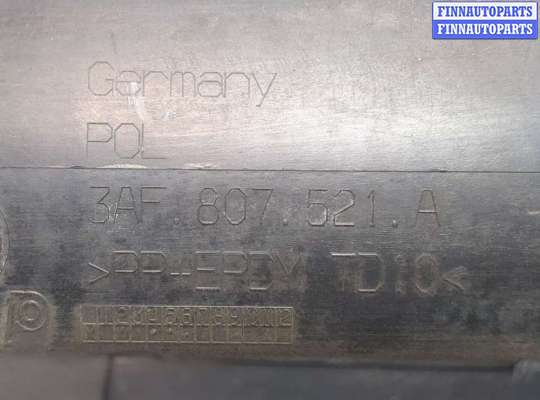 FINNAUTOPARTS
FINNAUTOPARTS
Germany
POL
3AF.807.521.A
>PP+EPDM TD10<